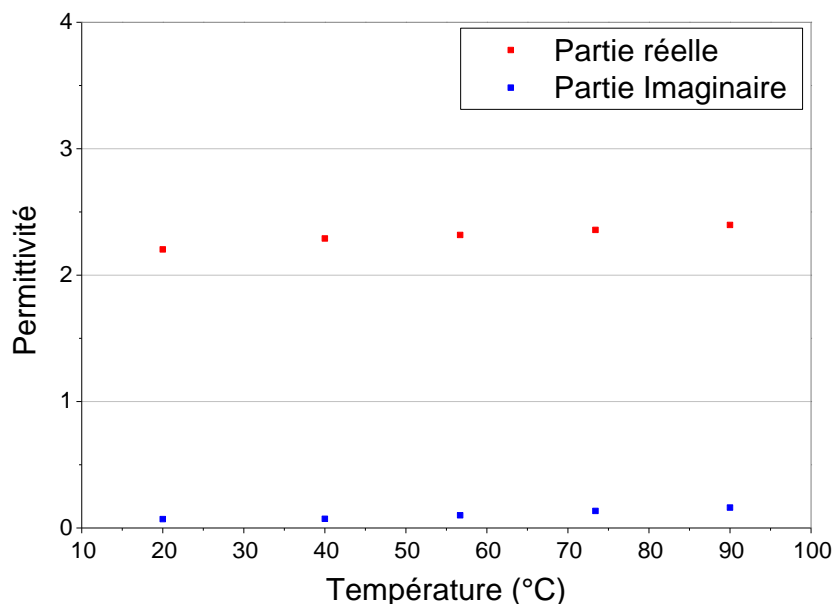 4
Partie réelle
Partie Imaginaire
3
Permittivité
2
1
0
10 20 30 40 50 60 70 80 90 100
Température (°C)